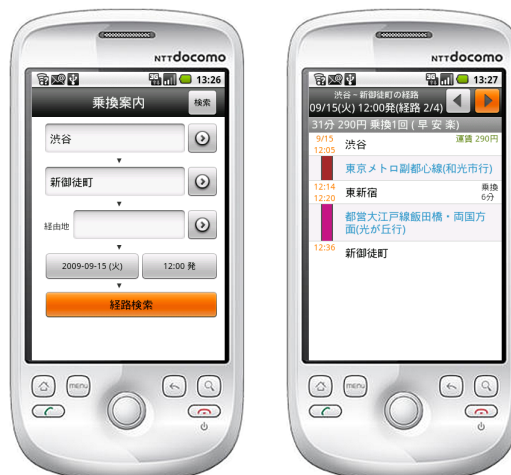 NTT docomo
13:26
乗換案内
検索
渋谷
新御徒町
経由地
2009-09-15 (火)
12:00 発
経路検索
MENU
NTT docomo
13:27
渋谷 - 新御徒町の経路
09/15(火) 12:00発(経路 2/4)
31分 290円 乗換1回 ( 早 安 楽)
9/15
12:05
渋谷
運賃 290円
東京メトロ副都心線(和光市行)
12:14
12:20
東新宿
乗換
6分
都営大江戸線飯田橋・両国方
面(光が丘行)
12:36
新御徒町
MENU